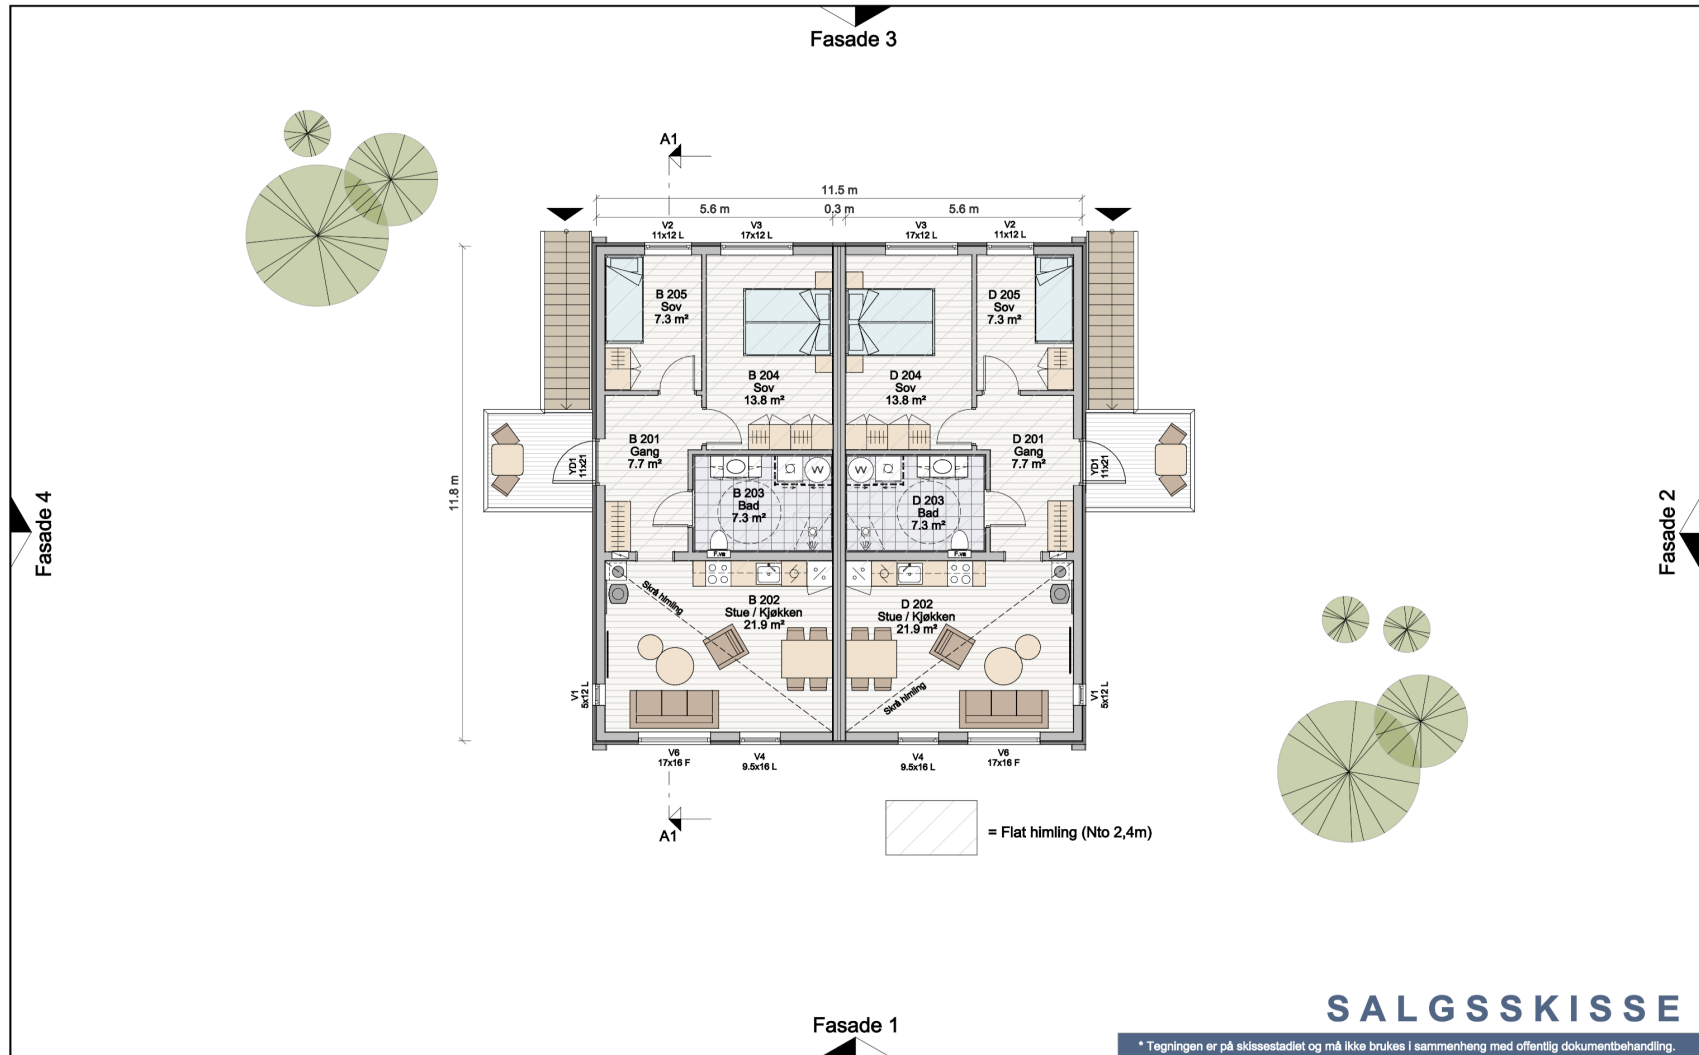 Fasade 3
A1
11.5 m
5.6 m
0.3 m
5.6 m
V2
11x12 L
V3
17x12 L
V3
17x12 L
V2
11x12 L
B 205
Sov
7.3 m²
D 205
Sov
7.3 m²
B 204
Sov
13.8 m²
D 204
Sov
13.8 m²
B 201
Gang
7.7 m²
D 201
Gang
7.7 m²
YD1
11x21
YD1
11x21
11.8 m
W
W
B 203
Bad
7.3 m²
D 203
Bad
7.3 m²
F.vs
F.vs
Fasade 4
Fasade 2
Skrå himling
B 202
Stue / Kjøkken
21.9 m²
D 202
Stue / Kjøkken
21.9 m²
Skrå himling
V1
5x12 L
V1
5x12 L
V6
17x16 F
V4
9.5x16 L
V4
9.5x16 L
V6
17x16 F
A1
= Flat himling (Nto 2,4m)
SALGSSKISSE
Fasade 1
* Tegningen er på skissestadiet og må ikke brukes i sammenheng med offentlig dokumentbehandling.